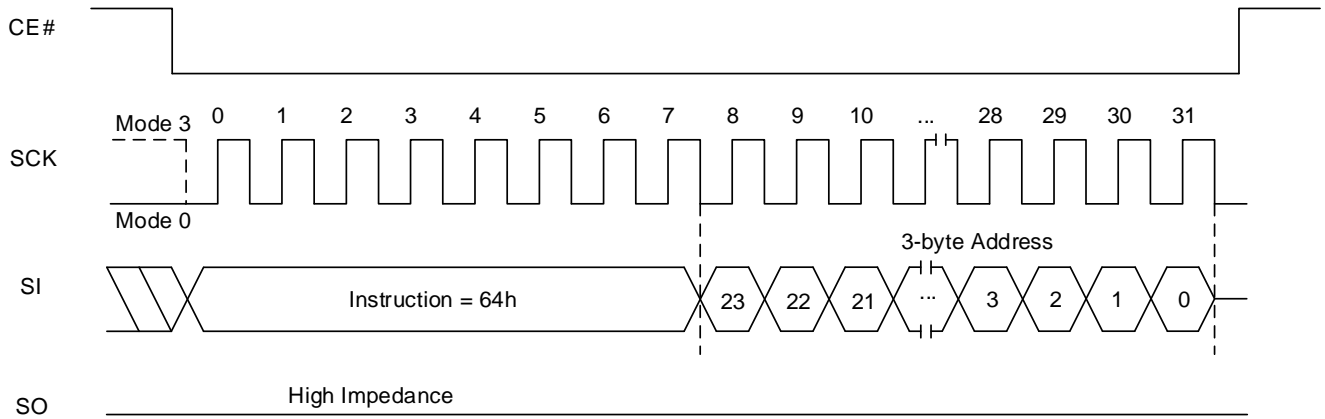 CE#
SCK
Mode 3
0 1 2 3 4 5 6 7 8 9 10 ... 28 29 30 31
Mode 0
3-byte Address
SI
Instruction = 64h
23 22 21 ... 3 2 1 0
SO
High Impedance